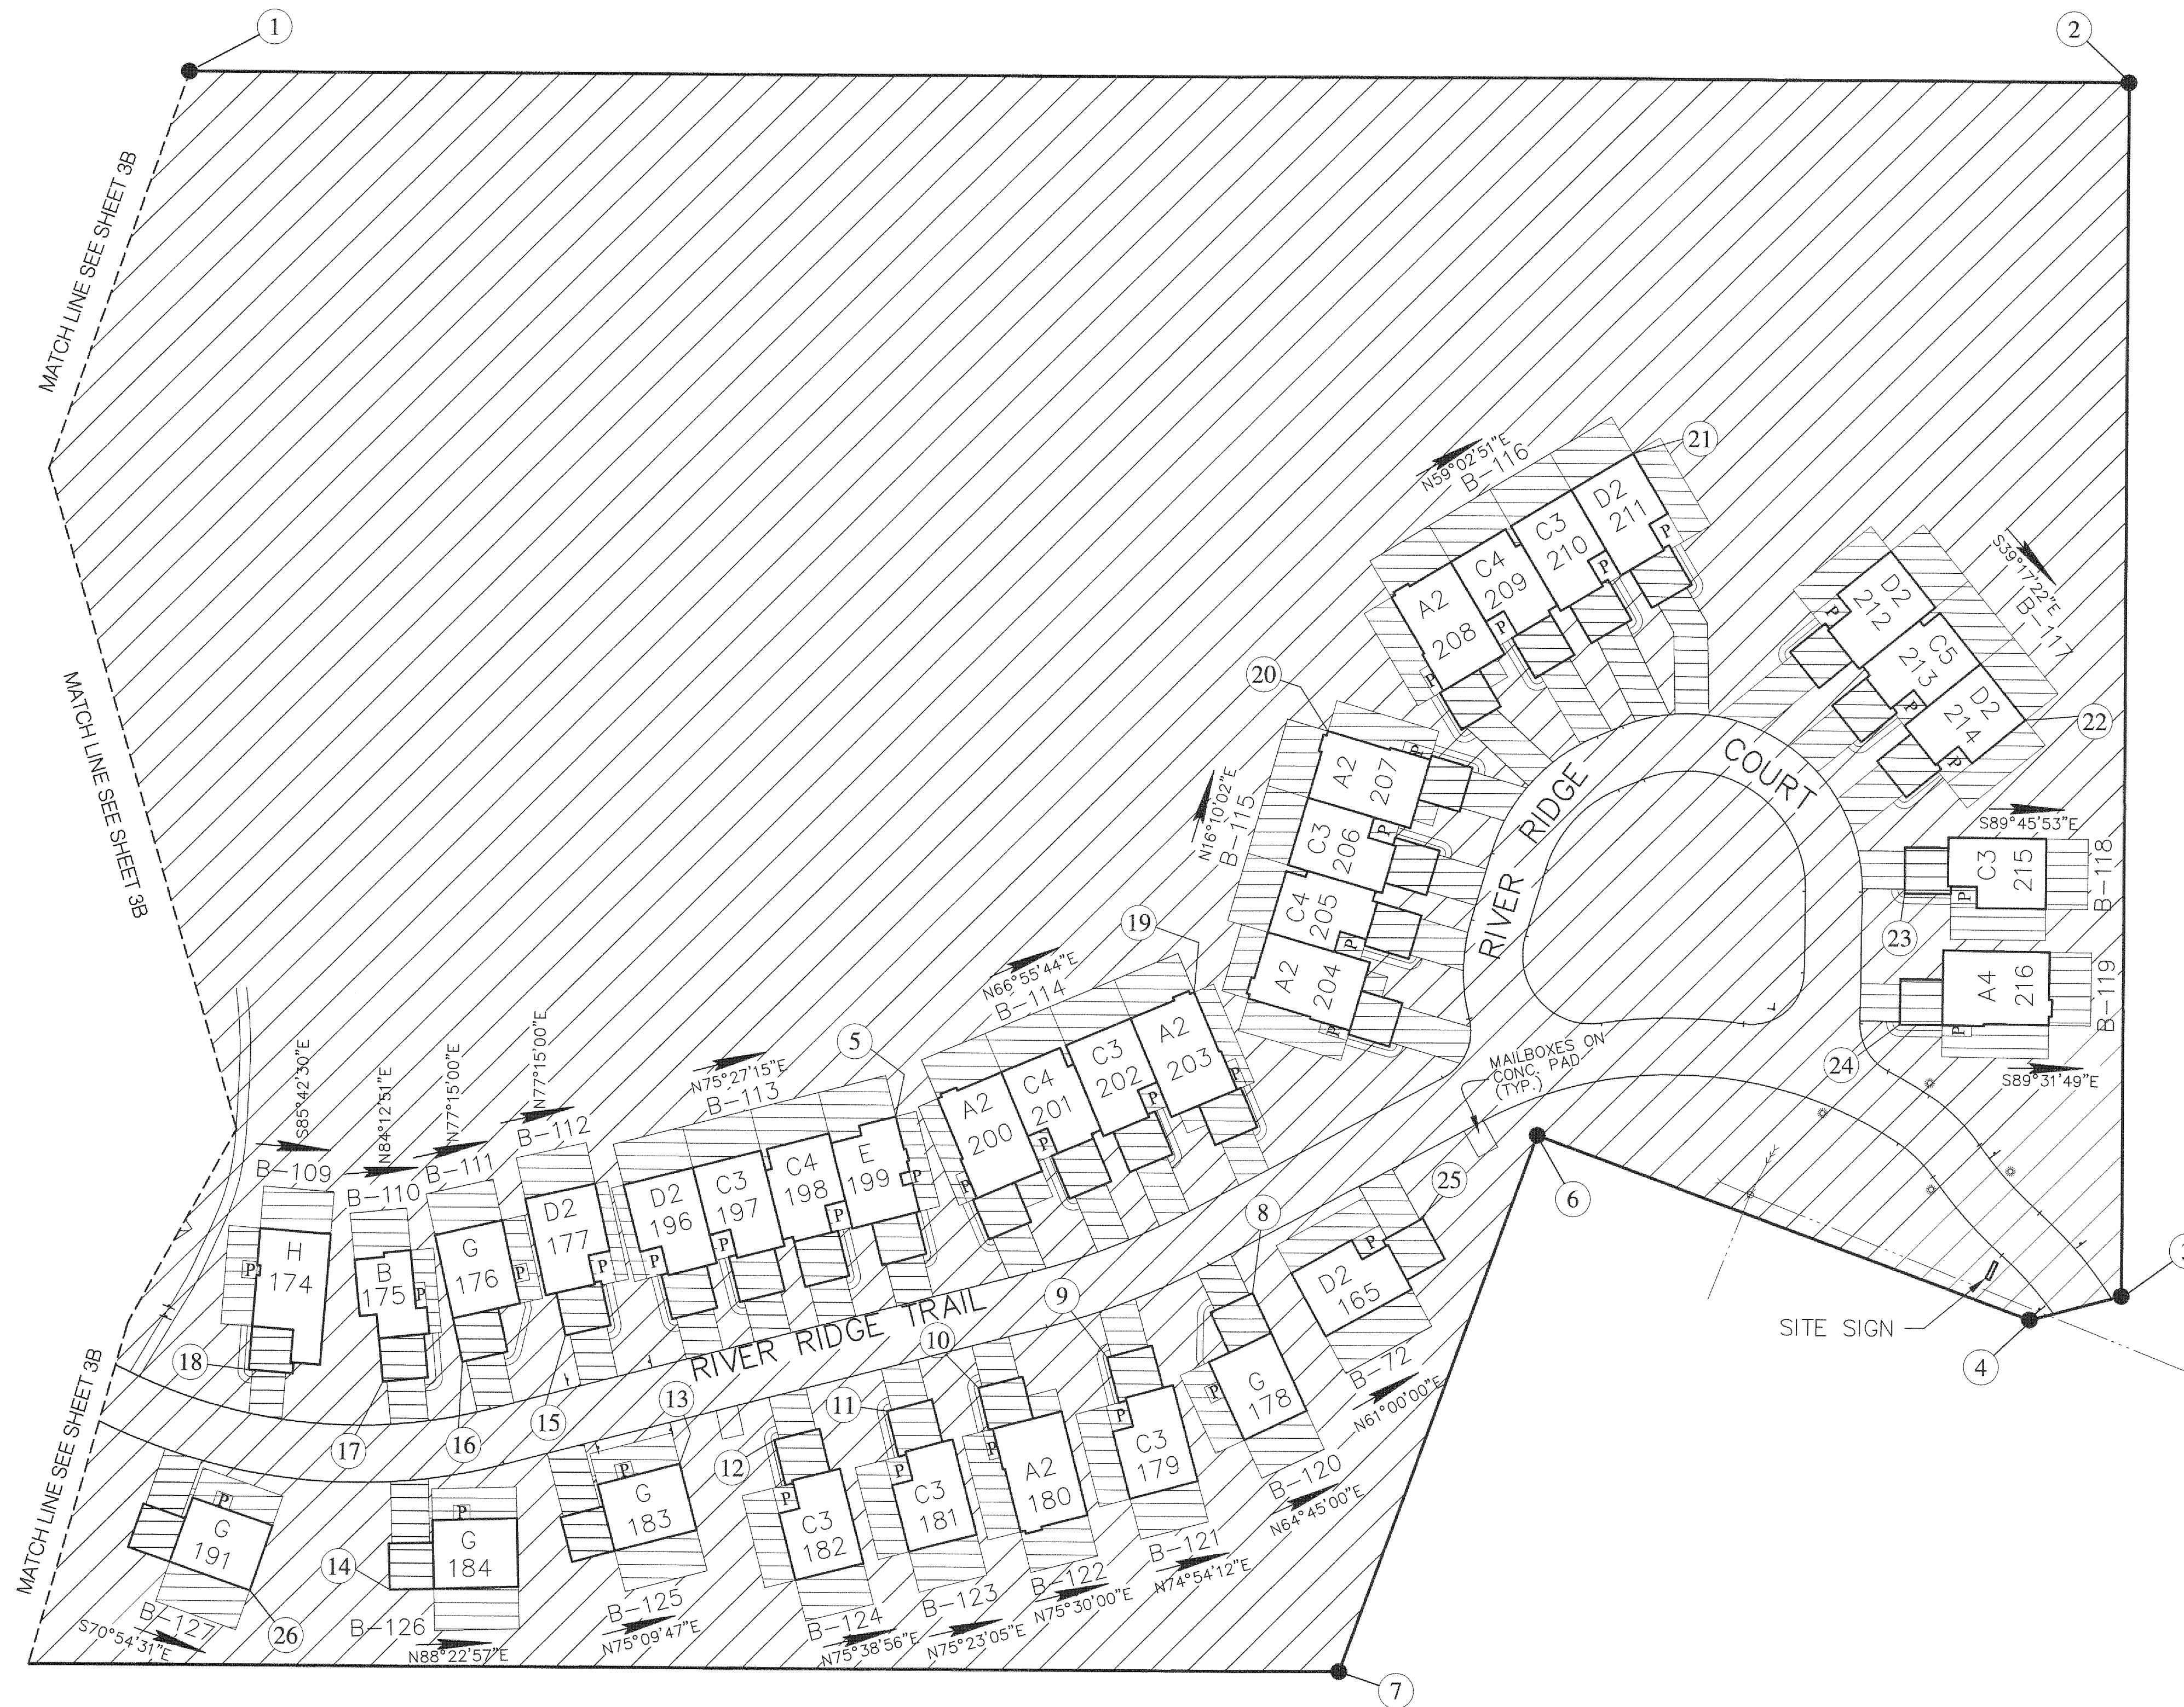 1
2
MATCH LINE SEE SHEET 3B
MATCH LINE SEE SHEET 3B
MATCH LINE SEE SHEET 3B
N59°02'51"E
B-116
21
A2
208
P
C4
209
P
C3
210
P
D2
211
P
S39°17'22"E
B-117
D2
212
P
C5
213
P
D2
214
P
22
20
N16°10'02"E
B-115
A2
207
P
C3
206
P
C4
205
P
A2
204
P
RIVER RIDGE COURT
S89°45'53"E
C3
215
P
B-118
23
A4
216
P
B-119
24
S89°31'49"E
19
N66°55'44"E
B-114
A2
200
P
C4
201
P
C3
202
P
A2
203
P
MAILBOXES ON
CONC. PAD
(TYP.)
5
N75°27'15"E
B-113
D2
196
P
C3
197
P
C4
198
P
E
199
P
S85°42'30"E
B-109
H
174
P
18
N84°12'51"E
B-110
B
175
P
17
N77°15'00"E
B-111
G
176
P
16
N77°15'00"E
B-112
D2
177
P
15
RIVER RIDGE TRAIL
6
3
4
SITE SIGN
25
P
D2
165
B-72
N61°00'00"E
8
P
G
178
B-120
N64°45'00"E
9
P
C3
179
B-121
N74°54'12"E
10
P
A2
180
B-122
N75°30'00"E
11
P
C3
181
B-123
N75°23'05"E
12
P
C3
182
B-124
N75°38'56"E
13
P
G
183
B-125
N75°09'47"E
14
P
G
184
B-126
N88°22'57"E
P
G
191
B-127
S70°54'31"E
26
7